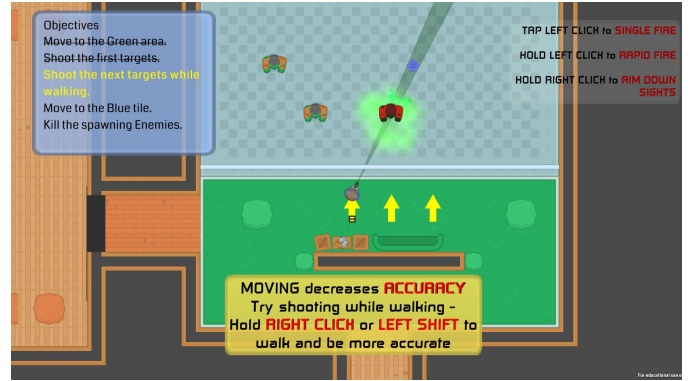 Objectives
Move to the Green area.
Shoot the first targets.
Shoot the next targets while
walking.
Move to the Blue tile.
Kill the spawning Enemies.
TAP LEFT CLICK to SINGLE FIRE
HOLD LEFT CLICK to RAPID FIRE
HOLD RIGHT CLICK to AIM DOWN
SIGHTS
MOVING decreases ACCURACY
Try shooting while walking -
Hold RIGHT CLICK or LEFT SHIFT to
walk and be more accurate
For educational use o